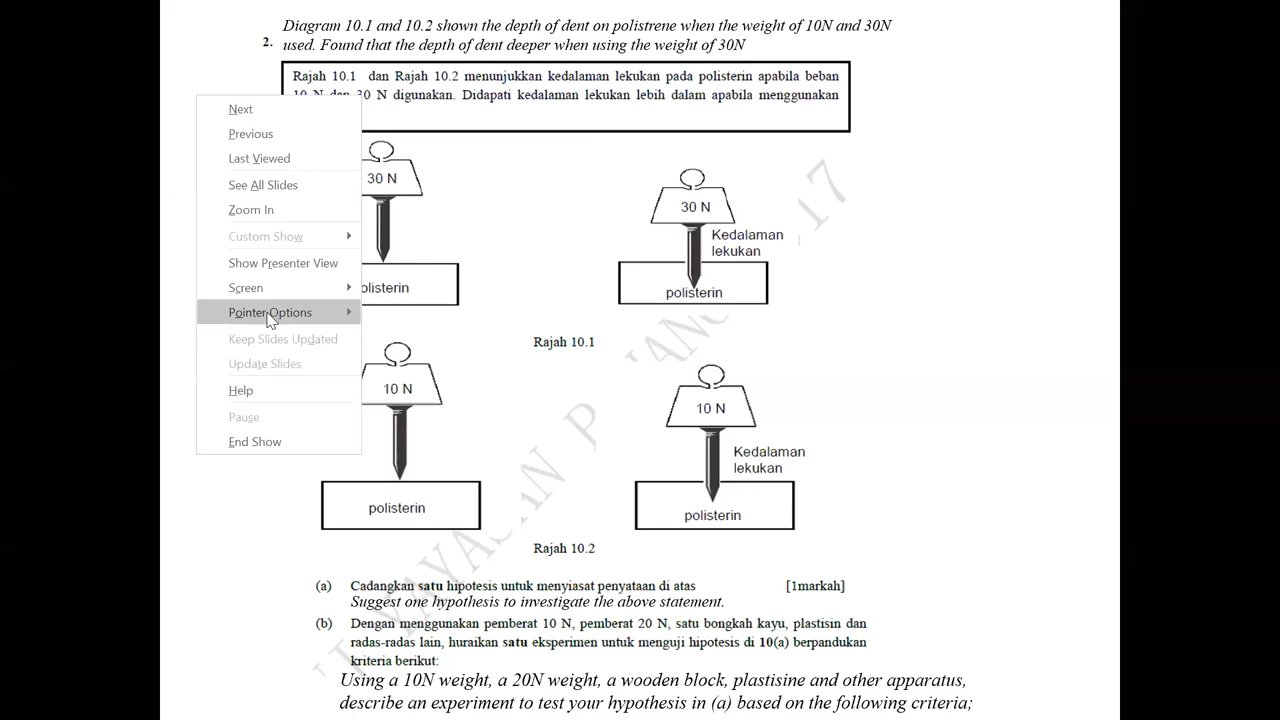 Diagram 10.1 and 10.2 shown the depth of dent on polistrene when the weight of 10N and 30N
2. used. Found that the depth of dent deeper when using the weight of 30N
Rajah 10.1 dan Rajah 10.2 menunjukkan kedalaman lekukan pada polisterin apabila beban
10 N dan 30 N digunakan. Didapati kedalaman lekukan lebih dalam apabila menggunakan
Next
Previous
Last Viewed
See All Slides
Zoom In
Custom Show
Show Presenter View
Screen
Pointer Options
Keep Slides Updated
Update Slides
Help
Pause
End Show
30 N
olisterin
30 N
Kedalaman
lekukan
polisterin
Rajah 10.1
10 N
polisterin
10 N
Kedalaman
lekukan
polisterin
Rajah 10.2
(a) Cadangkan satu hipotesis untuk menyiasat penyataan di atas [1markah]
Suggest one hypothesis to investigate the above statement.
(b) Dengan menggunakan pemberat 10 N, pemberat 20 N, satu bongkah kayu, plastisin dan
radas-radas lain, huraikan satu eksperimen untuk menguji hipotesis di 10(a) berpandukan
kriteria berikut:
Using a 10N weight, a 20N weight, a wooden block, plastisine and other apparatus,
describe an experiment to test your hypothesis in (a) based on the following criteria;